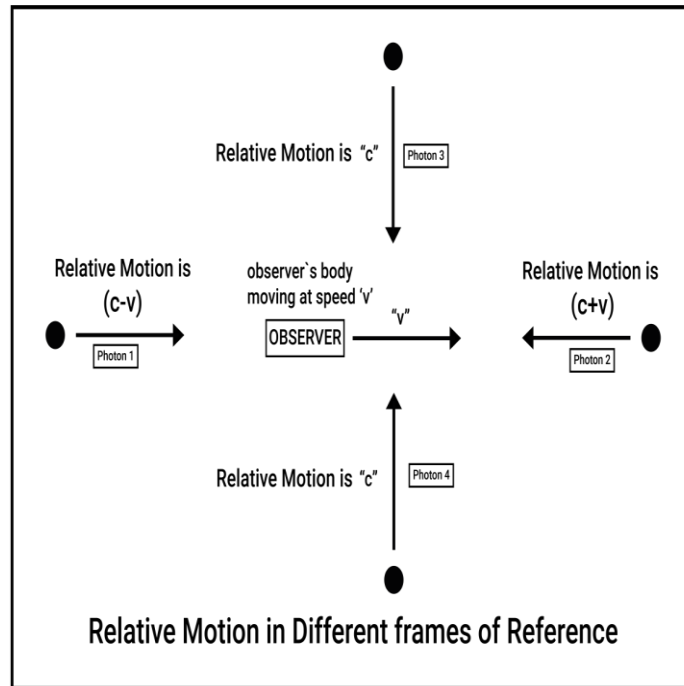 Relative Motion is “c”
Photon 3
Relative Motion is
(c-v)
Photon 1
observer`s body
moving at speed ‘v’
OBSERVER
“v”
Relative Motion is
(c+v)
Photon 2
Relative Motion is “c”
Photon 4
Relative Motion in Different frames of Reference